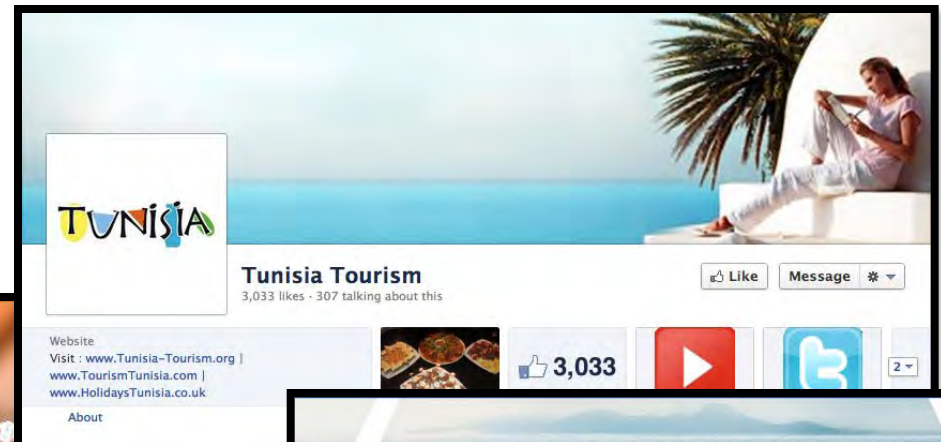 TUNISIA
Tunisia Tourism
3,033 likes · 307 talking about this
Like
Message
Website
Visit : www.Tunisia-Tourism.org |
www.TourismTunisia.com |
www.HolidaysTunisia.co.uk
About
3,033
2